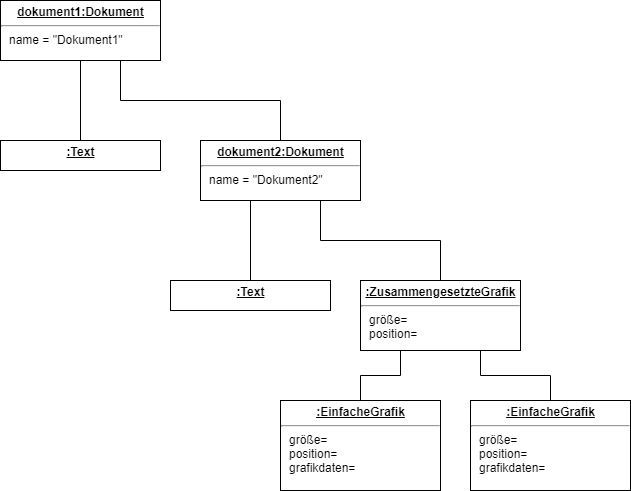 dokument1:Dokument
name = "Dokument1"
:Text
dokument2:Dokument
name = "Dokument2"
:Text
:ZusammengesetzteGrafik
größe=
position=
:EinfacheGrafik
größe=
position=
grafikdaten=
:EinfacheGrafik
größe=
position=
grafikdaten=